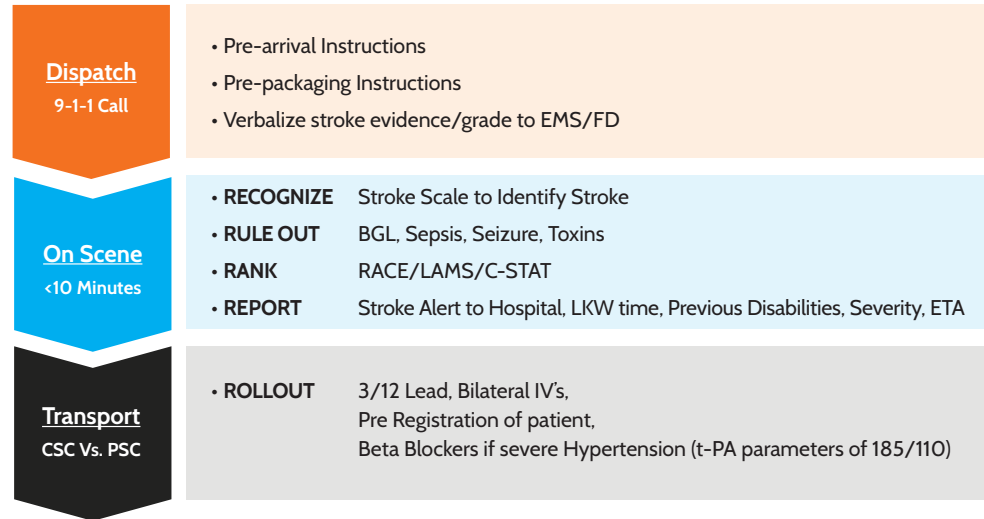 Dispatch
9-1-1 Call
• Pre-arrival Instructions
• Pre-packaging Instructions
• Verbalize stroke evidence/grade to EMS/FD
On Scene
<10 Minutes
• RECOGNIZE Stroke Scale to Identify Stroke
• RULE OUT BGL, Sepsis, Seizure, Toxins
• RANK RACE/LAMS/C-STAT
• REPORT Stroke Alert to Hospital, LKW time, Previous Disabilities, Severity, ETA
Transport
CSC Vs. PSC
• ROLLOUT 3/12 Lead, Bilateral IV's,
Pre Registration of patient,
Beta Blockers if severe Hypertension (t-PA parameters of 185/110)